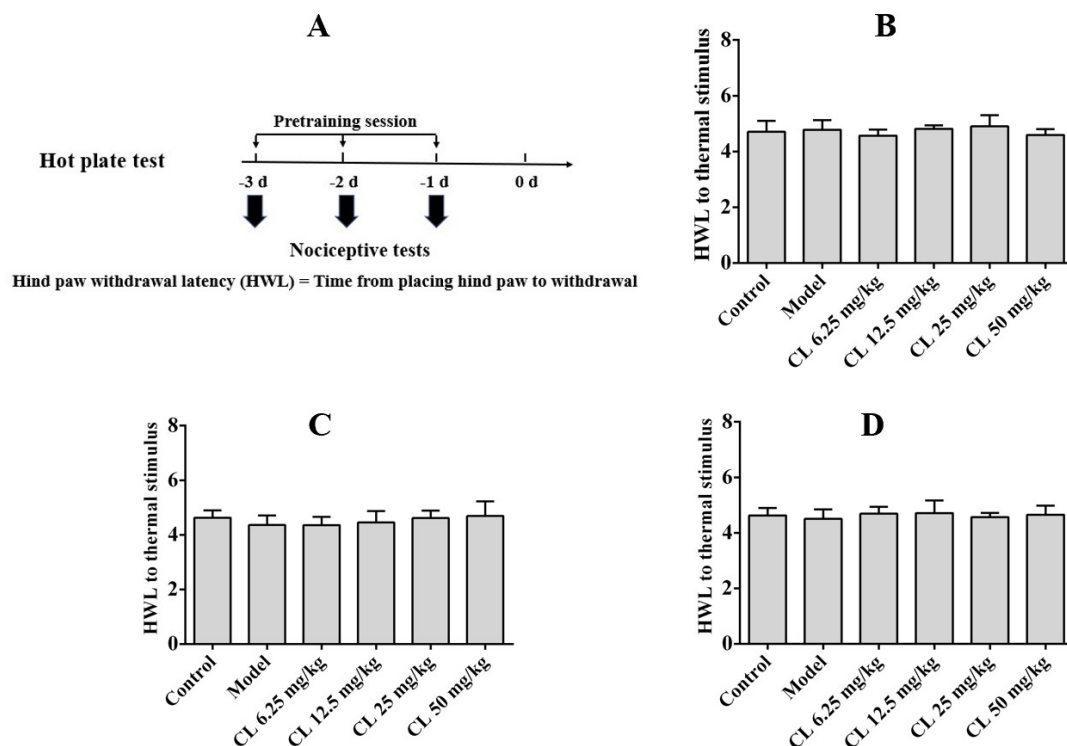 A
Pretraining session
Hot plate test
-3 d
-2 d
-1 d
0 d
Nociceptive tests
Hind paw withdrawal latency (HWL) = Time from placing hind paw to withdrawal
B
HWL to thermal stimulus
8
6
4
2
0
Control
Model
CL 6.25 mg/kg
CL 12.5 mg/kg
CL 25 mg/kg
CL 50 mg/kg
C
HWL to thermal stimulus
8
6
4
2
0
Control
Model
CL 6.25 mg/kg
CL 12.5 mg/kg
CL 25 mg/kg
CL 50 mg/kg
D
HWL to thermal stimulus
8
6
4
2
0
Control
Model
CL 6.25 mg/kg
CL 12.5 mg/kg
CL 25 mg/kg
CL 50 mg/kg